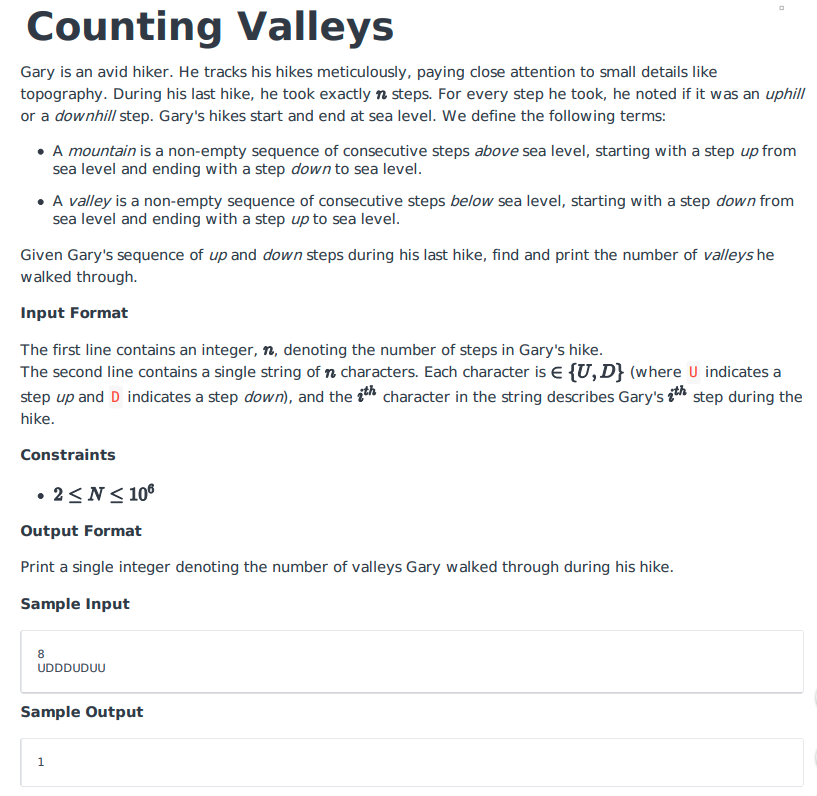 Counting Valleys
Gary is an avid hiker. He tracks his hikes meticulously, paying close attention to small details like
topography. During his last hike, he took exactly n steps. For every step he took, he noted if it was an uphill
or a downhill step. Gary's hikes start and end at sea level. We define the following terms:
• A mountain is a non-empty sequence of consecutive steps above sea level, starting with a step up from
sea level and ending with a step down to sea level.
• A valley is a non-empty sequence of consecutive steps below sea level, starting with a step down from
sea level and ending with a step up to sea level.
Given Gary's sequence of up and down steps during his last hike, find and print the number of valleys he
walked through.
Input Format
The first line contains an integer, n, denoting the number of steps in Gary's hike.
The second line contains a single string of n characters. Each character is ∈ {U, D} (where U indicates a
step up and D indicates a step down), and the i^th character in the string describes Gary's i^th step during the
hike.
Constraints
• 2 ≤ N ≤ 10^6
Output Format
Print a single integer denoting the number of valleys Gary walked through during his hike.
Sample Input
8
UDDDUDUU
Sample Output
1